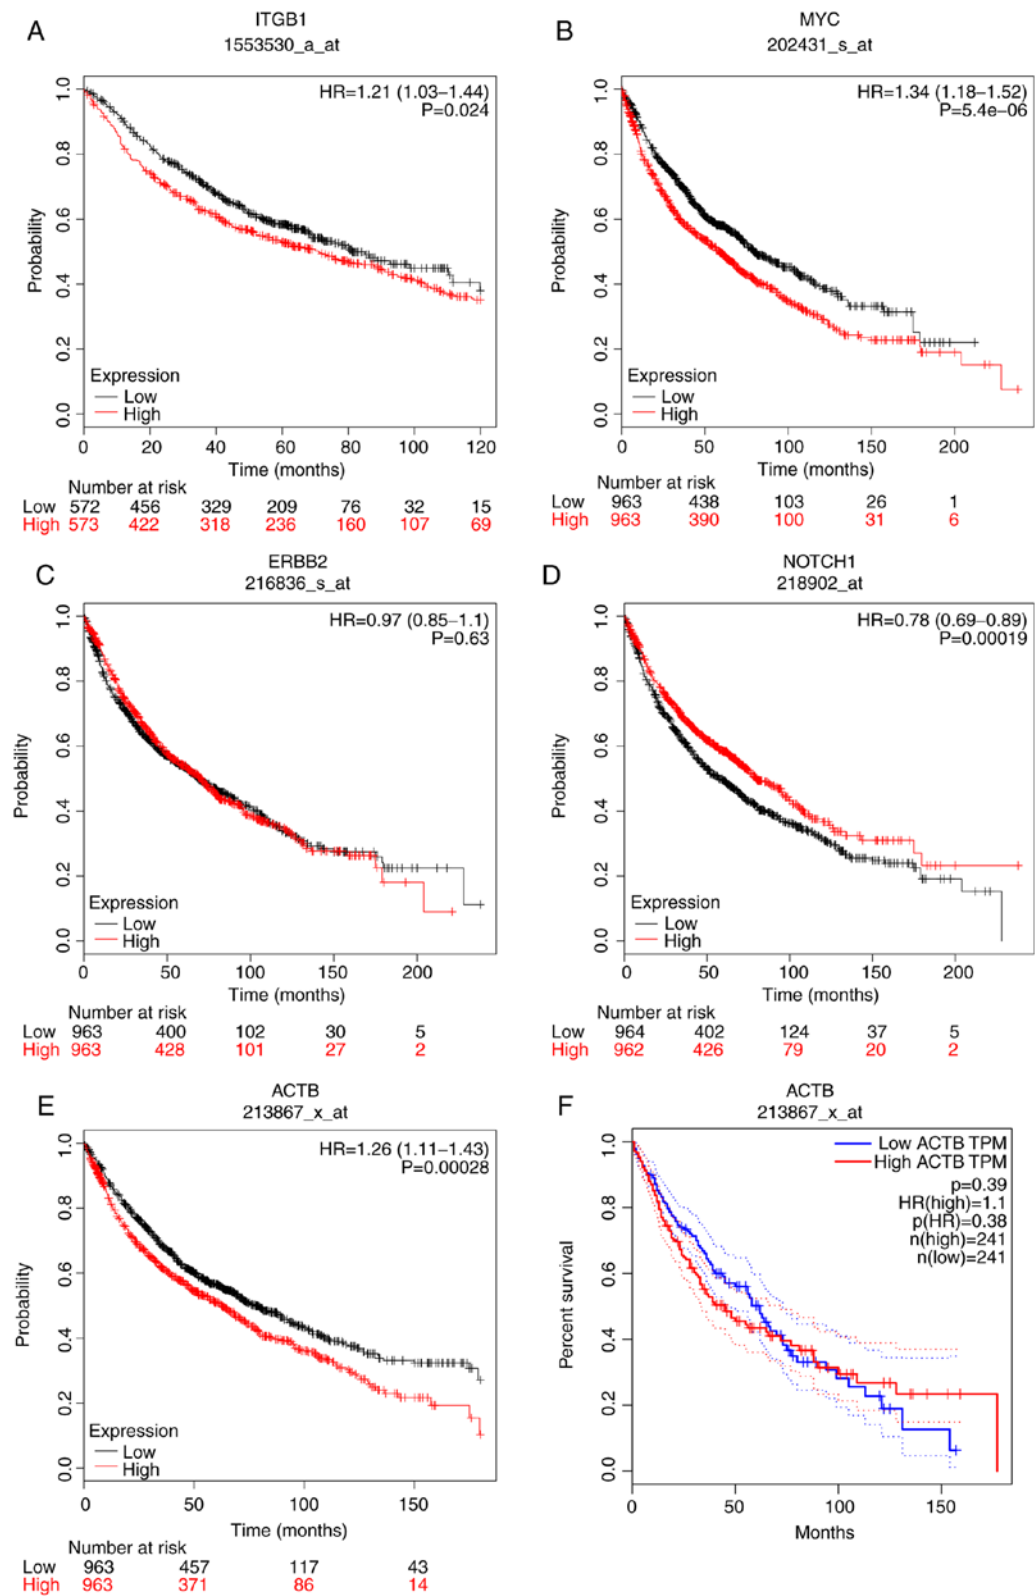 A
ITGB1
1553530_a_at
HR=1.21 (1.03–1.44)
P=0.024
Probability
1.0
0.8
0.6
0.4
0.2
0.0
Expression
Low
High
0 20 40 60 80 100 120
Time (months)
Number at risk
Low 572 456 329 209 76 32 15
High 573 422 318 236 160 107 69
B
MYC
202431_s_at
HR=1.34 (1.18–1.52)
P=5.4e–06
Probability
1.0
0.8
0.6
0.4
0.2
0.0
Expression
Low
High
0 50 100 150 200
Time (months)
Number at risk
Low 963 438 103 26 1
High 963 390 100 31 6
C
ERBB2
216836_s_at
HR=0.97 (0.85–1.1)
P=0.63
Probability
1.0
0.8
0.6
0.4
0.2
0.0
Expression
Low
High
0 50 100 150 200
Time (months)
Number at risk
Low 963 400 102 30 5
High 963 428 101 27 2
D
NOTCH1
218902_at
HR=0.78 (0.69–0.89)
P=0.00019
Probability
1.0
0.8
0.6
0.4
0.2
0.0
Expression
Low
High
0 50 100 150 200
Time (months)
Number at risk
Low 964 402 124 37 5
High 962 426 79 20 2
E
ACTB
213867_x_at
HR=1.26 (1.11–1.43)
P=0.00028
Probability
1.0
0.8
0.6
0.4
0.2
0.0
Expression
Low
High
0 50 100 150
Time (months)
Number at risk
Low 963 457 117 43
High 963 371 86 14
F
ACTB
213867_x_at
Low ACTB TPM
High ACTB TPM
p=0.39
HR(high)=1.1
p(HR)=0.38
n(high)=241
n(low)=241
Percent survival
1.0
0.8
0.6
0.4
0.2
0.0
0 50 100 150
Months